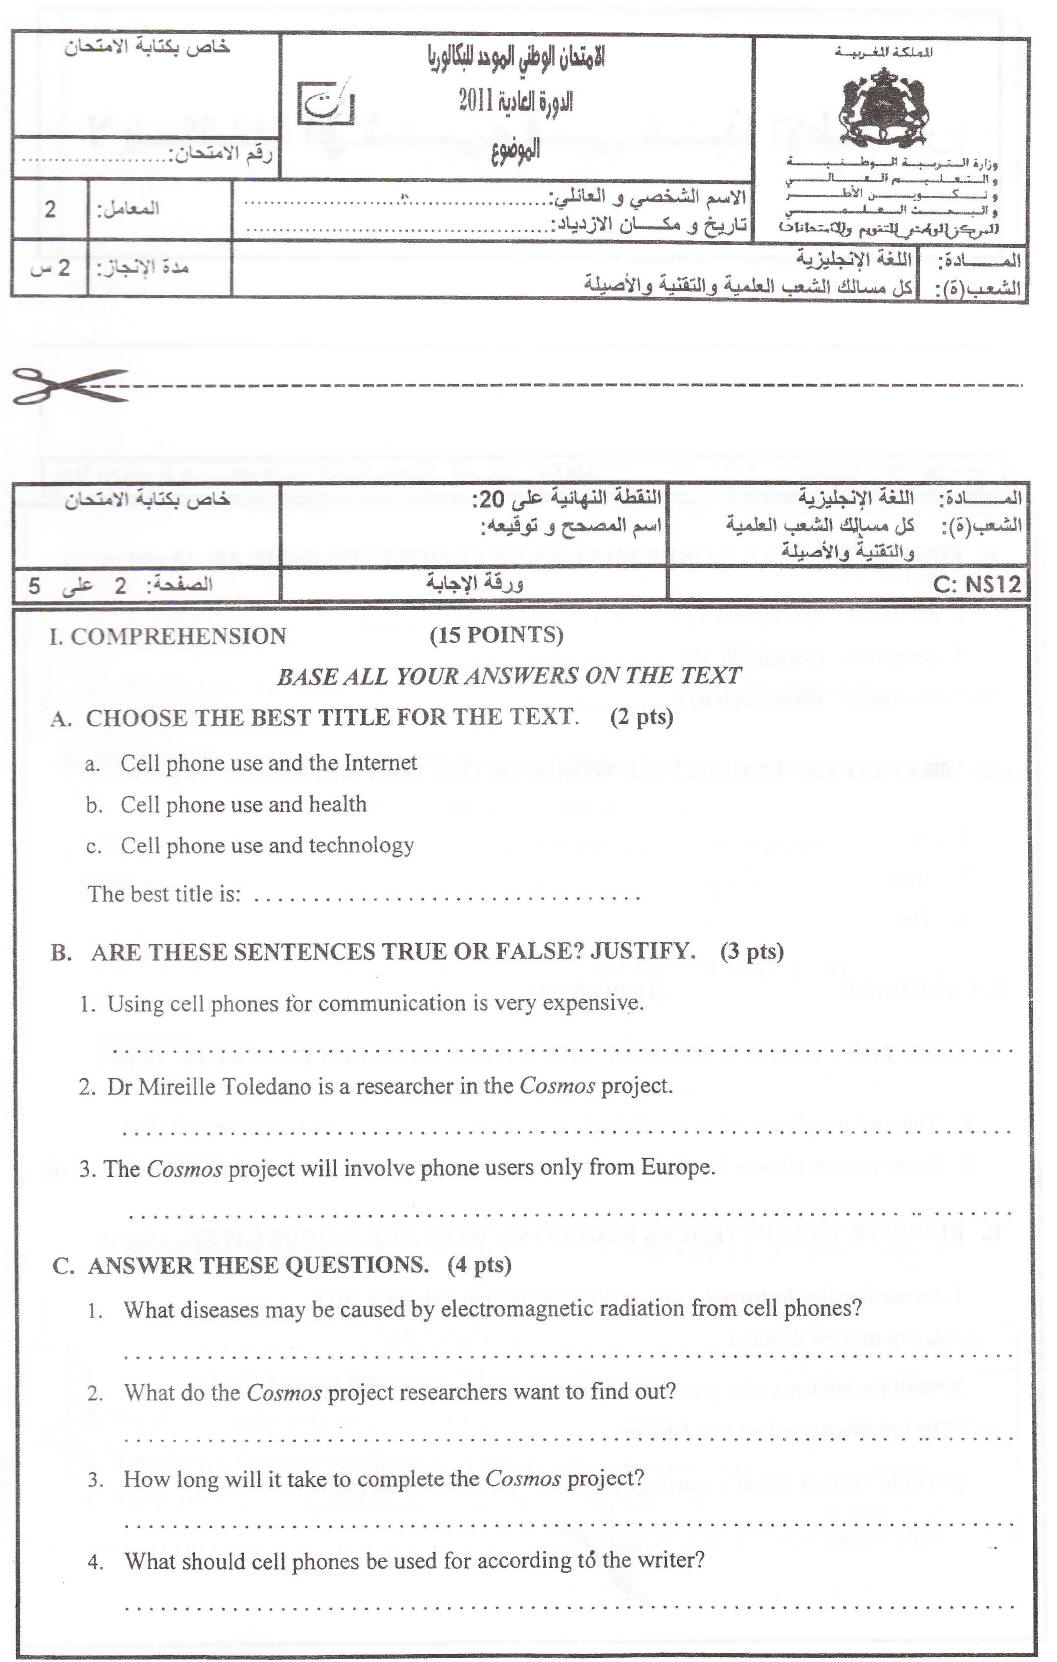 خاص بكتابة الامتحان
الامتحان الوطني الموحد للبكالوريا
الدورة العادية 2011
الموضوع
المملكة المغربية
وزارة التربية الوطنية
والتعليم العالي
وتكوين الأطر
والبحث العلمي
المركز الوطني للتقويم والامتحانات
رقم الامتحان:
المعامل: 2
الاسم الشخصي و العائلي:
تاريخ و مكان الازدياد:
مدة الإنجاز: 2 س
المــادة: اللغة الإنجليزية
الشعب(ة): كل مسالك الشعب العلمية والتقنية والأصيلة
خاص بكتابة الامتحان
النقطة النهائية على 20:
اسم المصحح و توقيعه:
المــادة: اللغة الإنجليزية
الشعب(ة): كل مسالك الشعب العلمية
والتقنية والأصيلة
الصفحة: 2 على 5
ورقة الإجابة
C: NS12
I. COMPREHENSION (15 POINTS)
BASE ALL YOUR ANSWERS ON THE TEXT
A. CHOOSE THE BEST TITLE FOR THE TEXT. (2 pts)
a. Cell phone use and the Internet
b. Cell phone use and health
c. Cell phone use and technology
The best title is: .................................
B. ARE THESE SENTENCES TRUE OR FALSE? JUSTIFY. (3 pts)
1. Using cell phones for communication is very expensive.
2. Dr Mireille Toledano is a researcher in the Cosmos project.
3. The Cosmos project will involve phone users only from Europe.
C. ANSWER THESE QUESTIONS. (4 pts)
1. What diseases may be caused by electromagnetic radiation from cell phones?
2. What do the Cosmos project researchers want to find out?
3. How long will it take to complete the Cosmos project?
4. What should cell phones be used for according to the writer?